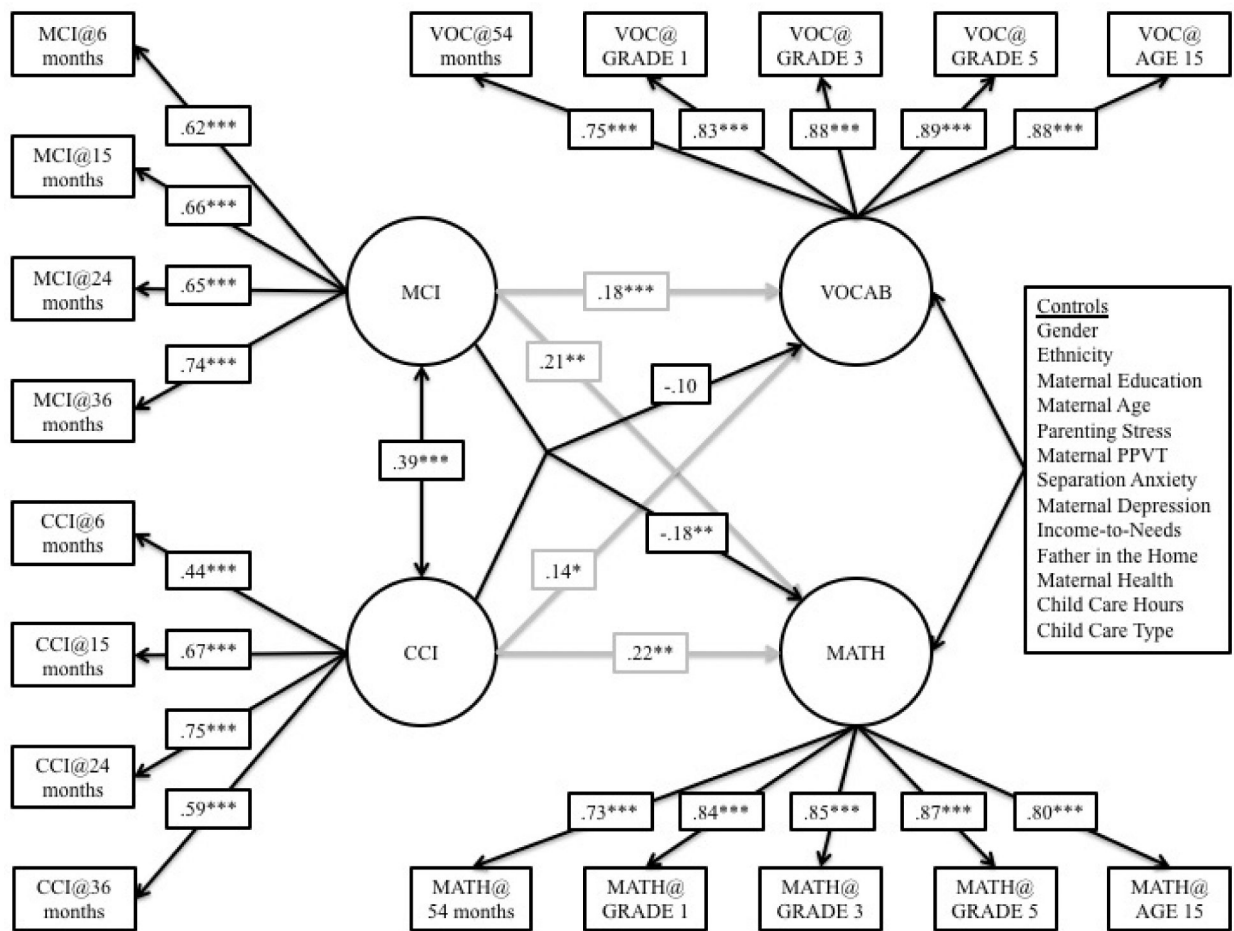 MCI@6
months
VOC@54
months
VOC@
GRADE 1
VOC@
GRADE 3
VOC@
GRADE 5
VOC@
AGE 15
.62***
.75***
.83***
.88***
.89***
.88***
MCI@15
months
.66***
MCI@24
months
.65***
MCI
.18***
VOCAB
.74***
MCI@36
months
.21**
-.10
.39***
Controls
Gender
Ethnicity
Maternal Education
Maternal Age
Parenting Stress
Maternal PPVT
Separation Anxiety
Maternal Depression
Income-to-Needs
Father in the Home
Maternal Health
Child Care Hours
Child Care Type
CCI@6
months
.44***
-.18**
.14*
CCI@15
months
.67***
CCI
.22**
MATH
CCI@24
months
.75***
.59***
CCI@36
months
.73***
.84***
.85***
.87***
.80***
MATH@
54 months
MATH@
GRADE 1
MATH@
GRADE 3
MATH@
GRADE 5
MATH@
AGE 15